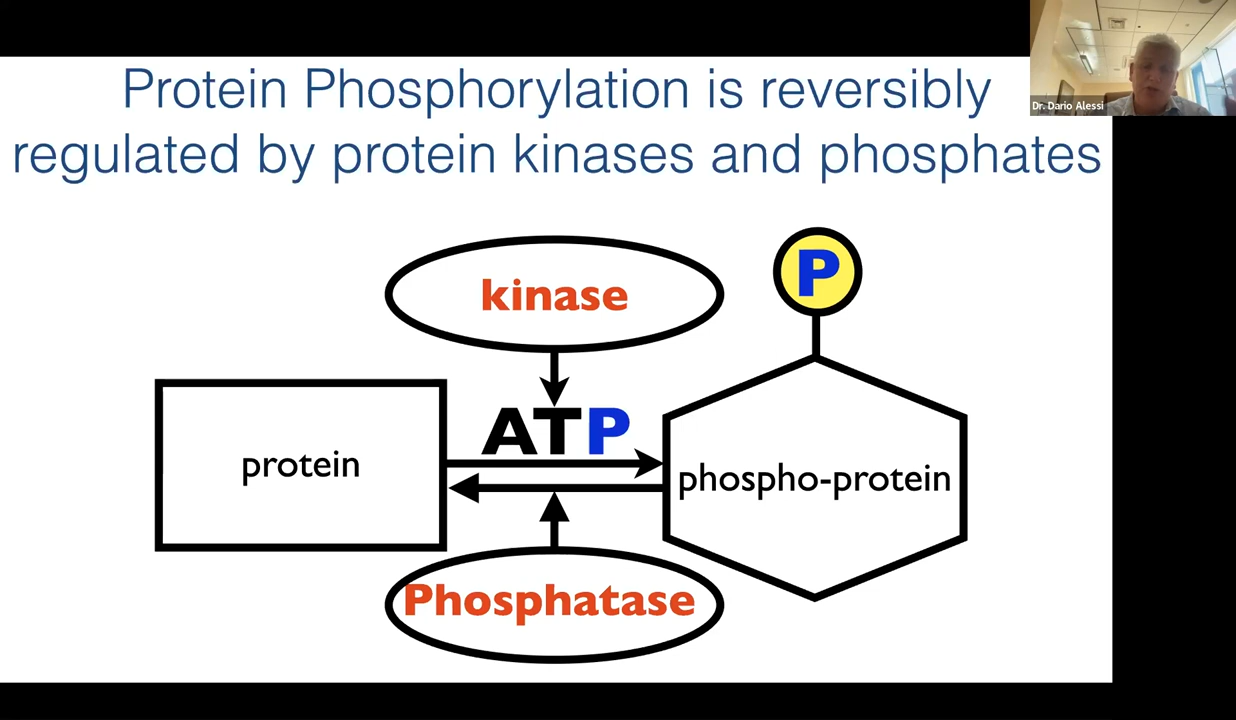 Protein Phosphorylation is reversibly
regulated by protein kinases and phosphates
Dr. Dario Alessi
kinase
P
ATP
protein
phospho-protein
Phosphatase